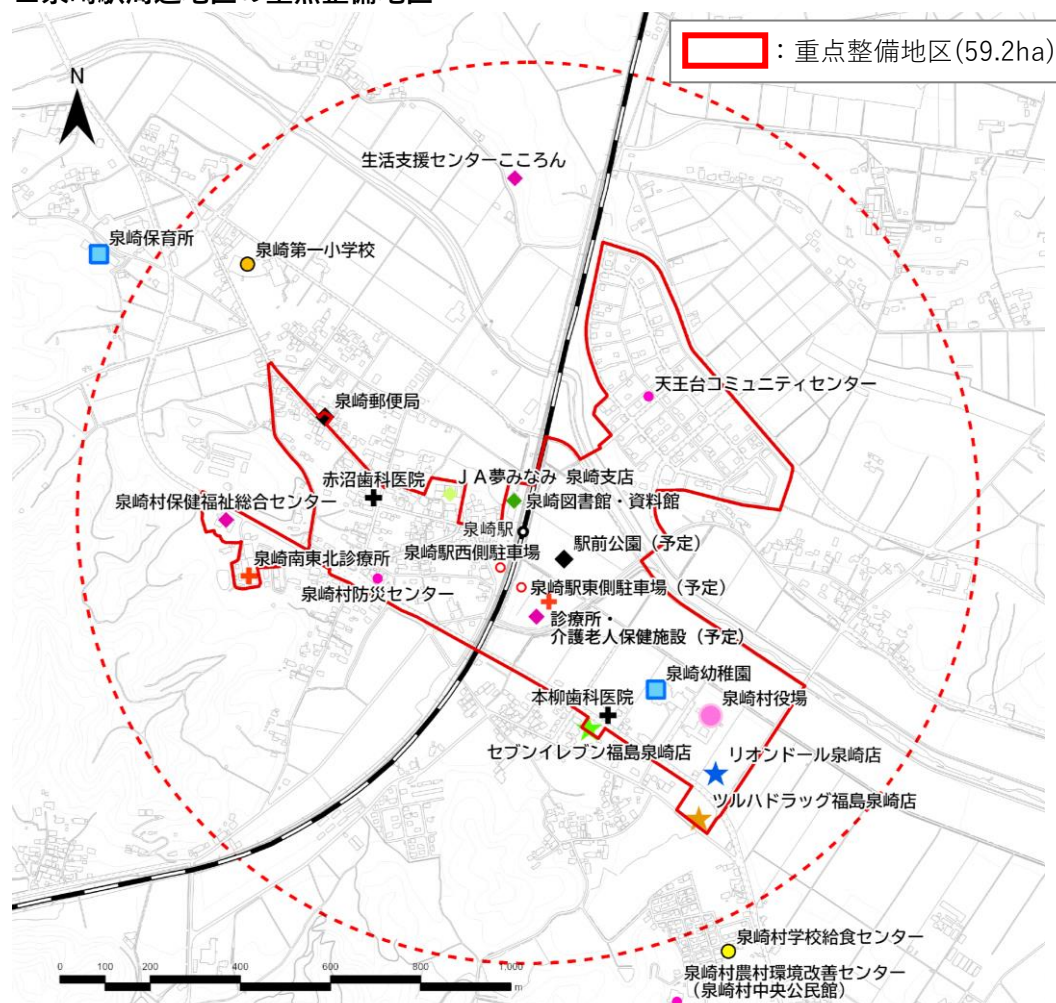 ：重点整備地区(59.2ha)
N
生活支援センターこころん
泉崎保育所
泉崎第一小学校
天王台コミュニティセンター
泉崎郵便局
赤沼歯科医院
ＪＡ夢みなみ 泉崎支店
泉崎村保健福祉総合センター
泉崎図書館・資料館
泉崎駅
泉崎駅西側駐車場
駅前公園（予定）
泉崎南東北診療所
泉崎村防災センター
泉崎駅東側駐車場（予定）
診療所・
介護老人保健施設（予定）
泉崎幼稚園
本柳歯科医院
泉崎村役場
セブンイレブン福島泉崎店
リオンドール泉崎店
ツルハドラッグ福島泉崎店
泉崎村学校給食センター
泉崎村農村環境改善センター
（泉崎村中央公民館）
0 100 200 400 600 800 1,000
m